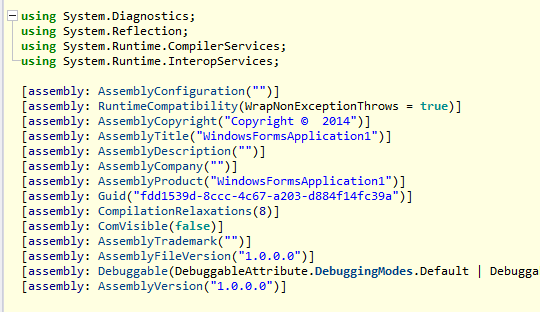 using System.Diagnostics;
using System.Reflection;
using System.Runtime.CompilerServices;
using System.Runtime.InteropServices;
[assembly: AssemblyConfiguration("")]
[assembly: RuntimeCompatibility(WrapNonExceptionThrows = true)]
[assembly: AssemblyCopyright("Copyright ©  2014")]
[assembly: AssemblyTitle("WindowsFormsApplication1")]
[assembly: AssemblyDescription("")]
[assembly: AssemblyCompany("")]
[assembly: AssemblyProduct("WindowsFormsApplication1")]
[assembly: Guid("fdd1539d-8ccc-4c67-a203-d884f14fc39a")]
[assembly: CompilationRelaxations(8)]
[assembly: ComVisible(false)]
[assembly: AssemblyTrademark("")]
[assembly: AssemblyFileVersion("1.0.0.0")]
[assembly: Debuggable(DebuggableAttribute.DebuggingModes.Default | Debugga
[assembly: AssemblyVersion("1.0.0.0")]